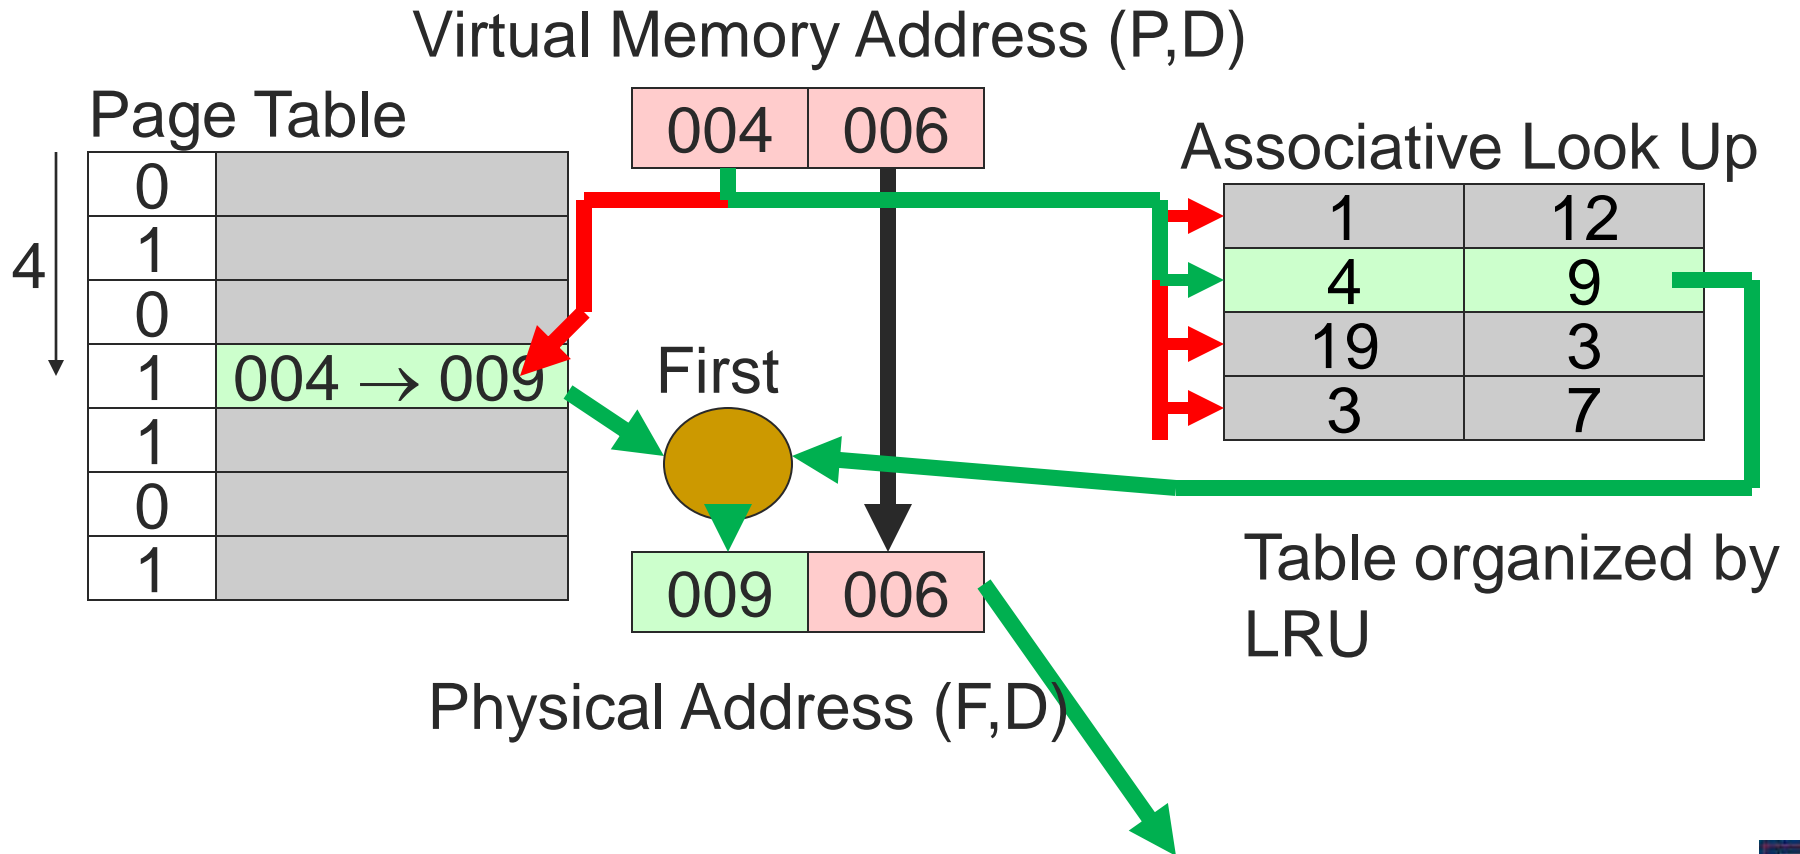 Virtual Memory Address (P,D)
Page Table
004 006
Associative Look Up
4
0
1
0
1 004 → 009
1
0
1
First
1 12
4 9
19 3
3 7
009 006
Table organized by
LRU
Physical Address (F,D)